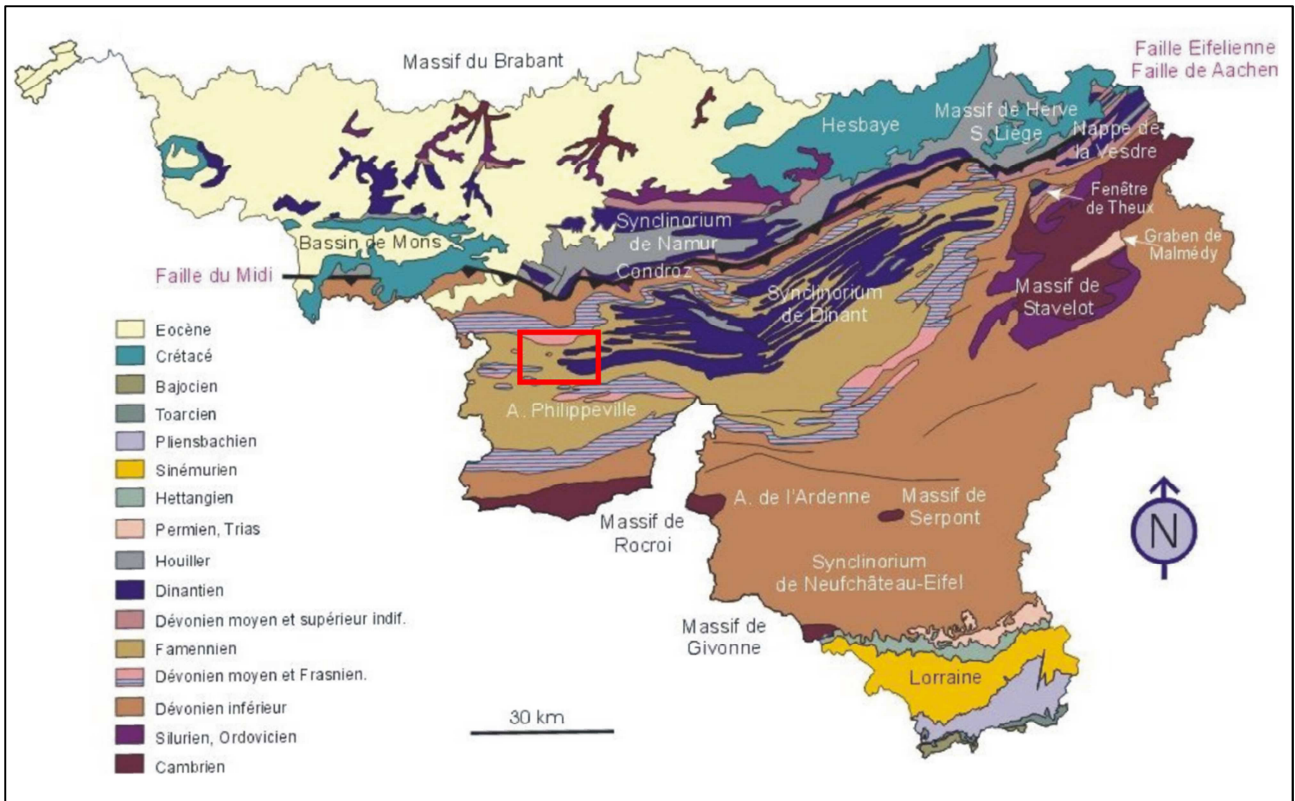 Massif du Brabant
Faille Eifelienne
Faille de Aachen
Hesbaye
Massif de Herve
S. Liège
Nappe de
la Vesdre
Fenêtre
de Theux
Synclinorium
de Namur
Graben de
Malmédy
Bassin de Mons
Faille du Midi
Condroz
Massif de
Stavelot
Synclinorium
de Dinant
A. Philippeville
A. de l'Ardenne
Massif de
Serpont
Massif de
Rocroi
N
Synclinorium
de Neufchâteau-Eifel
Massif de
Givonne
Lorraine
30 km
Eocène
Crétacé
Bajocien
Toarcien
Pliensbachien
Sinémurien
Hettangien
Permien, Trias
Houiller
Dinantien
Dévonien moyen et supérieur indif.
Famennien
Dévonien moyen et Frasnien.
Dévonien inférieur
Silurien, Ordovicien
Cambrien